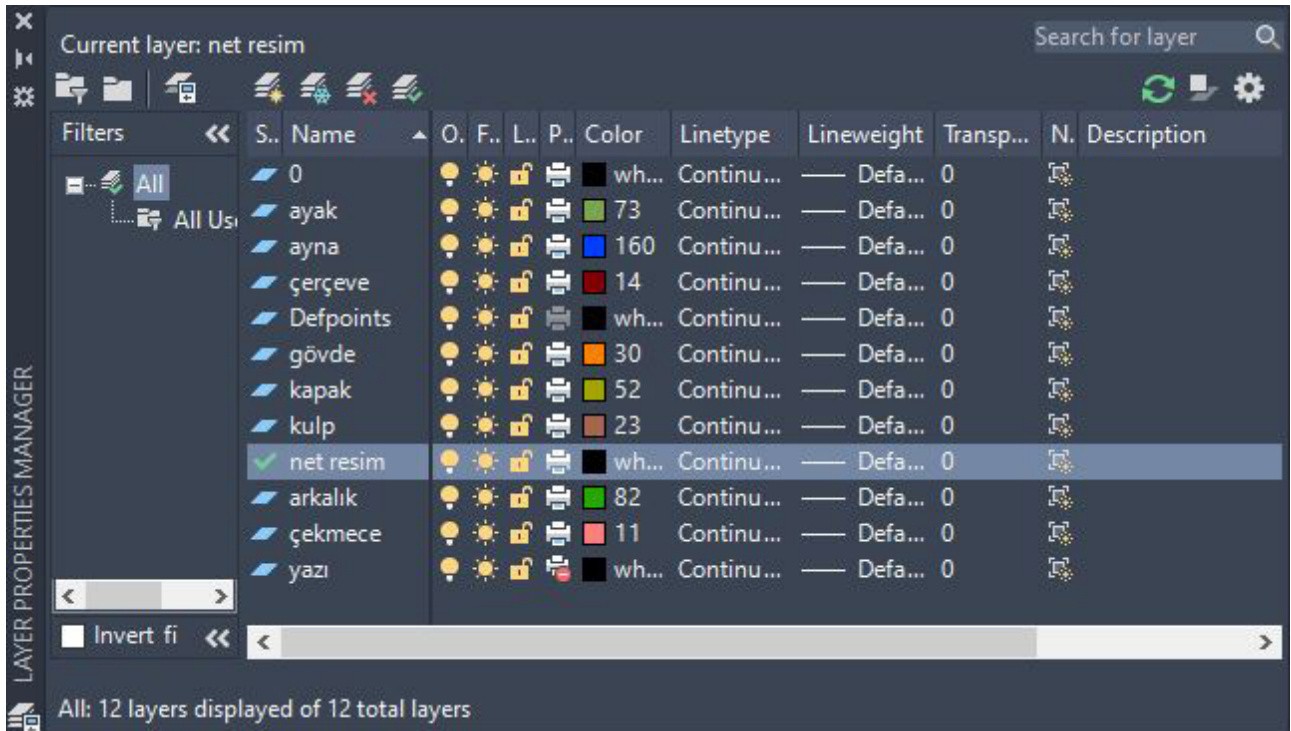 Current layer: net resim
Search for layer
Filters
S.. Name O. F.. L.. P.. Color Linetype Lineweight Transp... N. Description
All
All Us
0 wh... Continu... Defa... 0
ayak 73 Continu... Defa... 0
ayna 160 Continu... Defa... 0
çerçeve 14 Continu... Defa... 0
Defpoints wh... Continu... Defa... 0
gövde 30 Continu... Defa... 0
kapak 52 Continu... Defa... 0
kulp 23 Continu... Defa... 0
net resim wh... Continu... Defa... 0
arkalık 82 Continu... Defa... 0
çekmece 11 Continu... Defa... 0
yazı wh... Continu... Defa... 0
Invert fi
LAYER PROPERTIES MANAGER
All: 12 layers displayed of 12 total layers